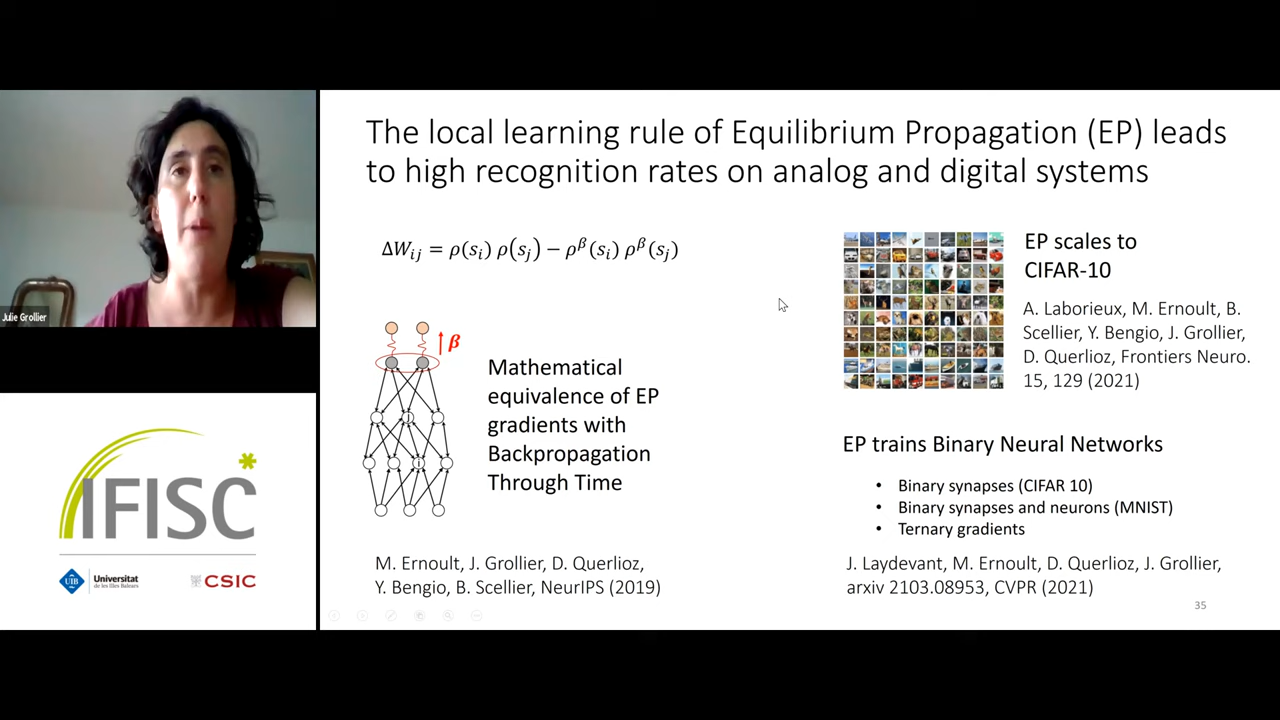 The local learning rule of Equilibrium Propagation (EP) leads
to high recognition rates on analog and digital systems
ΔW_ij = ρ(s_i) ρ(s_j) − ρ^β(s_i) ρ^β(s_j)
β
j
i
Mathematical
equivalence of EP
gradients with
Backpropagation
Through Time
M. Ernoult, J. Grollier, D. Querlioz,
Y. Bengio, B. Scellier, NeurIPS (2019)
EP scales to
CIFAR-10
A. Laborieux, M. Ernoult, B.
Scellier, Y. Bengio, J. Grollier,
D. Querlioz, Frontiers Neuro.
15, 129 (2021)
EP trains Binary Neural Networks
• Binary synapses (CIFAR 10)
• Binary synapses and neurons (MNIST)
• Ternary gradients
J. Laydevant, M. Ernoult, D. Querlioz, J. Grollier,
arxiv 2103.08953, CVPR (2021)
35
Julie Grollier
IFISC
UIB
Universitat
de les Illes Balears
CSIC